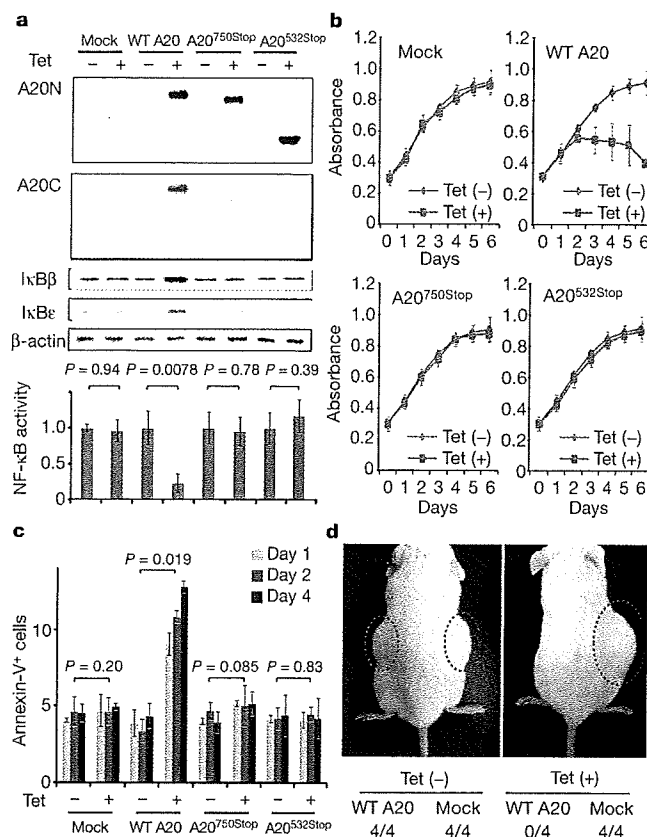 a
Mock WT A20 A20⁷⁵⁰ˢᵗᵒᵖ A20⁵³²ˢᵗᵒᵖ
Tet − + − + − + − +
A20N
A20C
IκBβ
IκBε
β-actin
P = 0.94 P = 0.0078 P = 0.78 P = 0.39
NF-κB activity
1.0
0.5
0
b
Mock
Absorbance
1.2
1.0
0.8
0.6
0.4
0.2
0
Tet (−)
Tet (+)
0 1 2 3 4 5 6
Days
WT A20
1.2
1.0
0.8
0.6
0.4
0.2
0
Tet (−)
Tet (+)
0 1 2 3 4 5 6
Days
A20⁷⁵⁰ˢᵗᵒᵖ
Absorbance
1.2
1.0
0.8
0.6
0.4
0.2
0
Tet (−)
Tet (+)
0 1 2 3 4 5 6
Days
A20⁵³²ˢᵗᵒᵖ
1.2
1.0
0.8
0.6
0.4
0.2
0
Tet (−)
Tet (+)
0 1 2 3 4 5 6
Days
c
Day 1
Day 2
Day 4
Annexin-V⁺ cells
10
5
0
P = 0.20
P = 0.019
P = 0.085
P = 0.83
Tet − + − + − + − +
Mock WT A20 A20⁷⁵⁰ˢᵗᵒᵖ A20⁵³²ˢᵗᵒᵖ
d
Tet (−) Tet (+)
WT A20 Mock WT A20 Mock
4/4 4/4 0/4 4/4